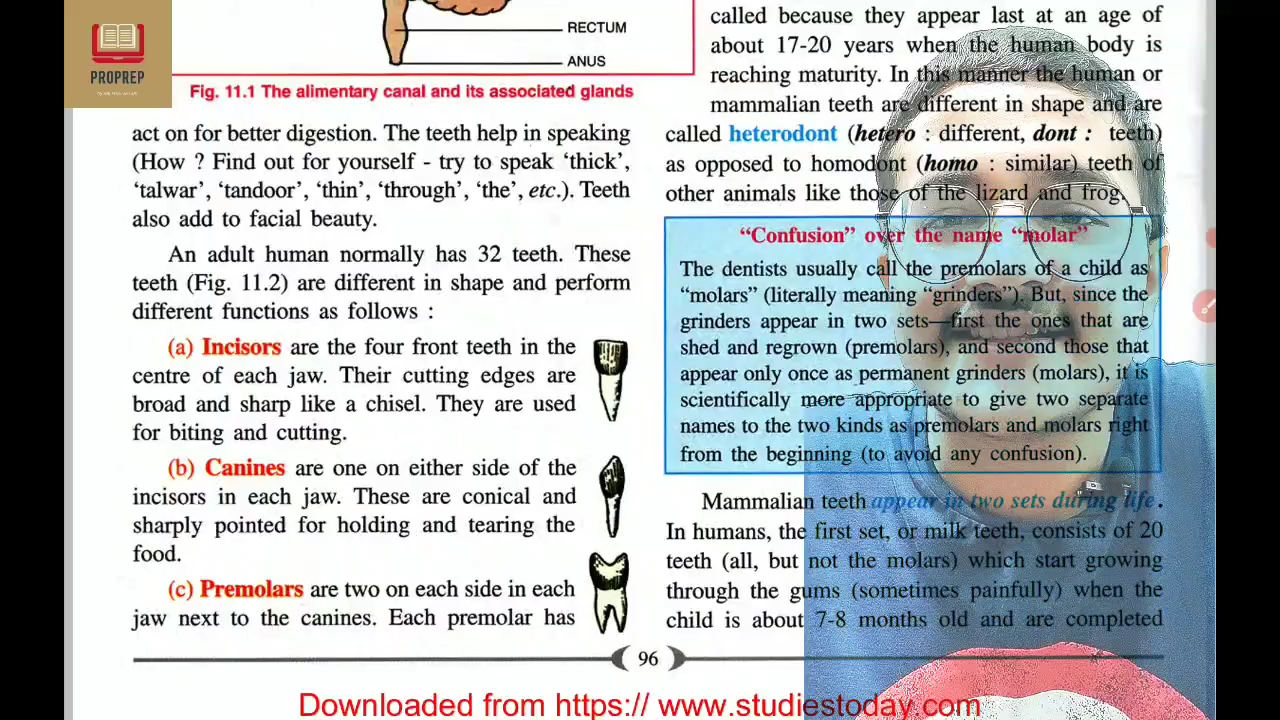 PROPREP
RECTUM
ANUS
Fig. 11.1 The alimentary canal and its associated glands
act on for better digestion. The teeth help in speaking
(How ? Find out for yourself - try to speak ‘thick’,
‘talwar’, ‘tandoor’, ‘thin’, ‘through’, ‘the’, etc.). Teeth
also add to facial beauty.
An adult human normally has 32 teeth. These
teeth (Fig. 11.2) are different in shape and perform
different functions as follows :
(a) Incisors are the four front teeth in the
centre of each jaw. Their cutting edges are
broad and sharp like a chisel. They are used
for biting and cutting.
(b) Canines are one on either side of the
incisors in each jaw. These are conical and
sharply pointed for holding and tearing the
food.
(c) Premolars are two on each side in each
jaw next to the canines. Each premolar has
called because they appear last at an age of
about 17-20 years when the human body is
reaching maturity. In this manner the human or
mammalian teeth are different in shape and are
called heterodont (hetero : different, dont : teeth)
as opposed to homodont (homo : similar) teeth of
other animals like those of the lizard and frog.
“Confusion” over the name “molar”
The dentists usually call the premolars of a child as
“molars” (literally meaning “grinders”). But, since the
grinders appear in two sets—first the ones that are
shed and regrown (premolars), and second those that
appear only once as permanent grinders (molars), it is
scientifically more appropriate to give two separate
names to the two kinds as premolars and molars right
from the beginning (to avoid any confusion).
Mammalian teeth appear in two sets during life.
In humans, the first set, or milk teeth, consists of 20
teeth (all, but not the molars) which start growing
through the gums (sometimes painfully) when the
child is about 7-8 months old and are completed
96
Downloaded from https:// www.studiestoday.com